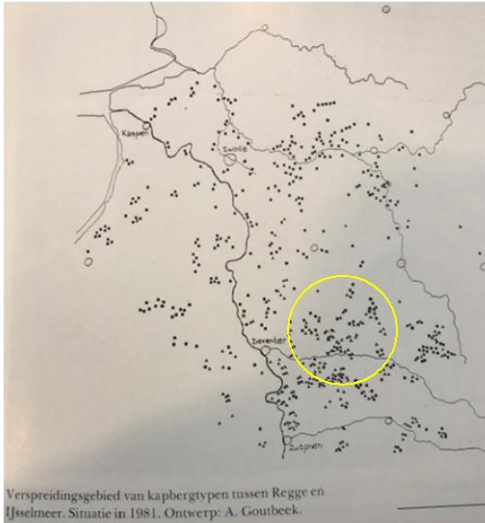 Kampen
Zwolle
Deventer
Zutphen
Verspreidingsgebied van kapbergtypen tussen Regge en
IJsselmeer. Situatie in 1981. Ontwerp: A. Goutbeek.